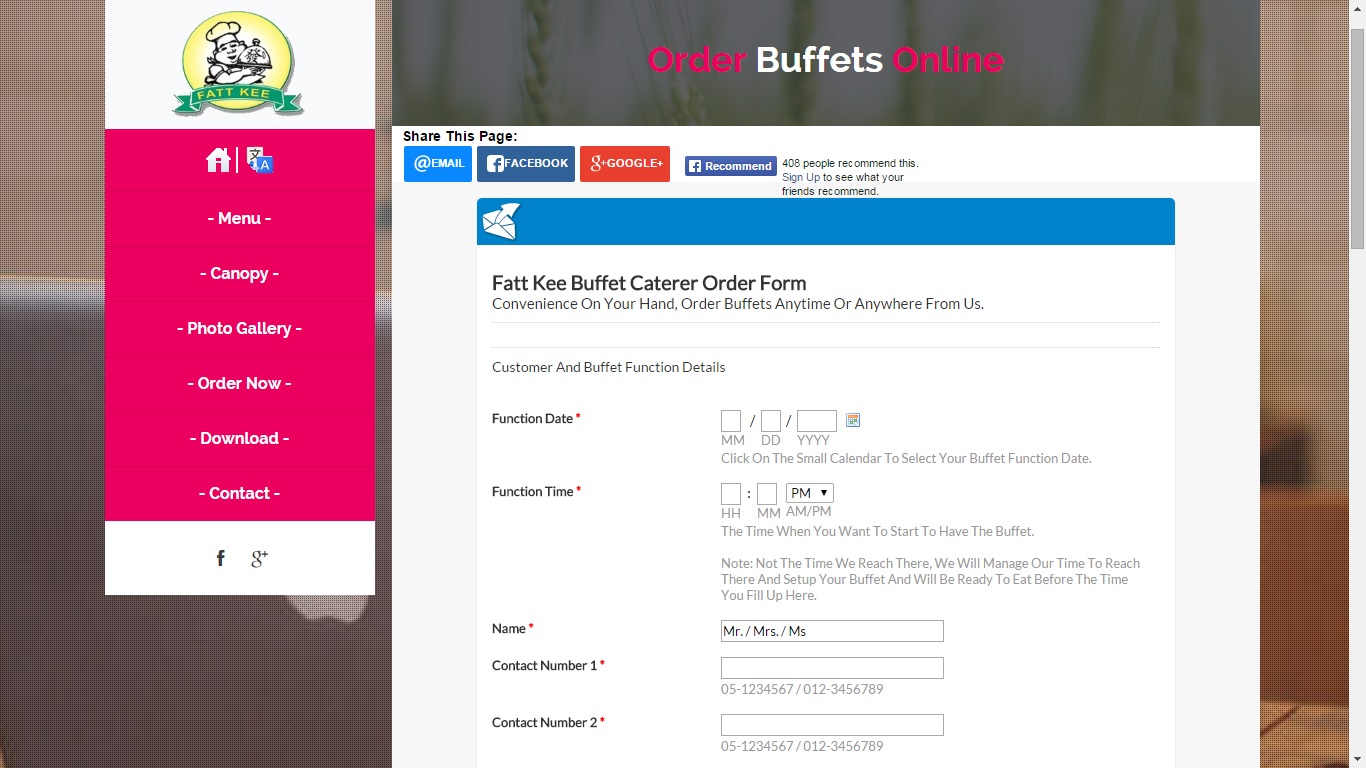 FATT KEE
文
A
- Menu -
- Canopy -
- Photo Gallery -
- Order Now -
- Download -
- Contact -
f
g+
Order Buffets Online
Share This Page:
@EMAIL
FACEBOOK
g+GOOGLE+
Recommend
408 people recommend this.
Sign Up to see what your
friends recommend.
Fatt Kee Buffet Caterer Order Form
Convenience On Your Hand, Order Buffets Anytime Or Anywhere From Us.
Customer And Buffet Function Details
Function Date *
/ /
MM DD YYYY
Click On The Small Calendar To Select Your Buffet Function Date.
Function Time *
: PM
HH MM AM/PM
The Time When You Want To Start To Have The Buffet.
Note: Not The Time We Reach There, We Will Manage Our Time To Reach
There And Setup Your Buffet And Will Be Ready To Eat Before The Time
You Fill Up Here.
Name *
Mr. / Mrs. / Ms
Contact Number 1 *
05-1234567 / 012-3456789
Contact Number 2 *
05-1234567 / 012-3456789